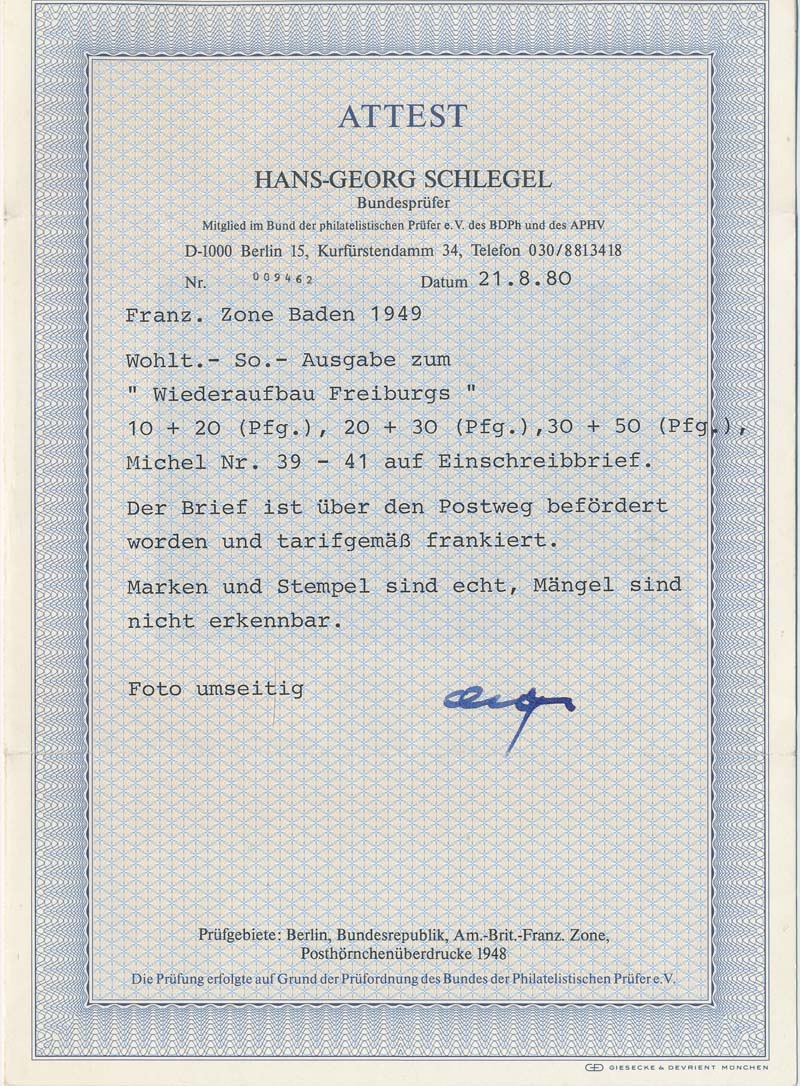 ATTEST
HANS-GEORG SCHLEGEL
Bundesprüfer
Mitglied im Bund der philatelistischen Prüfer e.V. des BDPh und des APHV
D-1000 Berlin 15, Kurfürstendamm 34, Telefon 030/8813418
Nr. 009462 Datum 21.8.80
Franz. Zone Baden 1949
Wohlt.- So.- Ausgabe zum
" Wiederaufbau Freiburgs "
10 + 20 (Pfg.), 20 + 30 (Pfg.),30 + 50 (Pfg.),
Michel Nr. 39 - 41 auf Einschreibbrief.
Der Brief ist über den Postweg befördert
worden und tarifgemäß frankiert.
Marken und Stempel sind echt, Mängel sind
nicht erkennbar.
Foto umseitig
Prüfgebiete: Berlin, Bundesrepublik, Am.-Brit.-Franz. Zone,
Posthörnchenüberdrucke 1948
Die Prüfung erfolgte auf Grund der Prüfordnung des Bundes der Philatelistischen Prüfer e.V.
GIESECKE & DEVRIENT MÜNCHEN